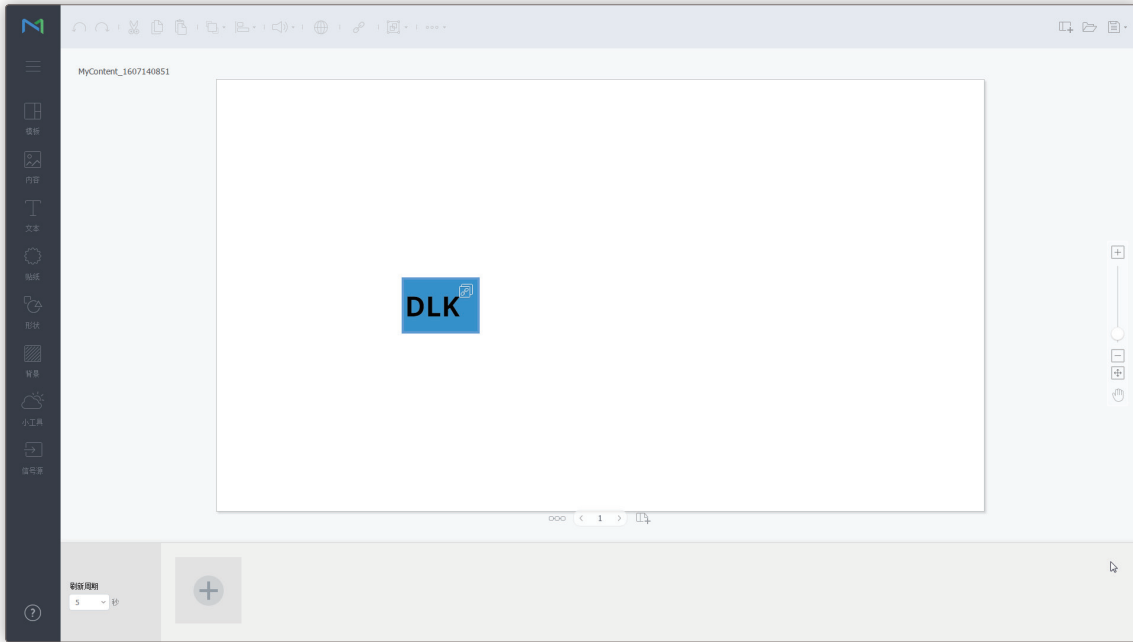 MyContent_1607140851
模板
内容
文本
贴纸
形状
背景
小工具
信号源
DLK
1
刷新周期
5 秒
?